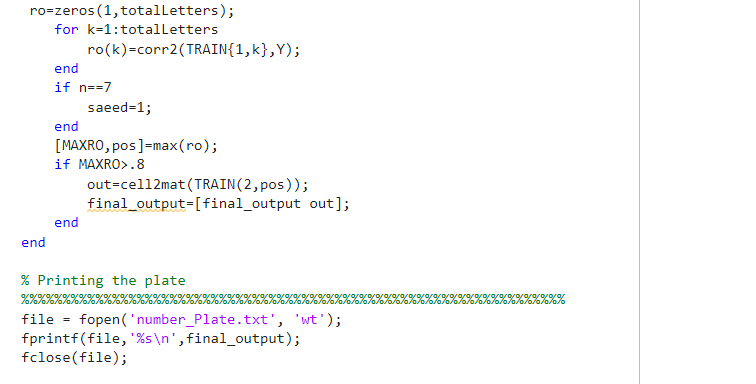 ro=zeros(1,totalLetters);
for k=1:totalLetters
ro(k)=corr2(TRAIN{1,k},Y);
end
if n==7
saeed=1;
end
[MAXRO,pos]=max(ro);
if MAXRO>.8
out=cell2mat(TRAIN(2,pos));
final_output=[final_output out];
end
end
% Printing the plate
%%%%%%%%%%%%%%%%%%%%%%%%%%%%%%%%%%%%%%%%%%%%%%%%%%%%%%%%%%%%%%%%%%
file = fopen('number_Plate.txt', 'wt');
fprintf(file,'%s\n',final_output);
fclose(file);